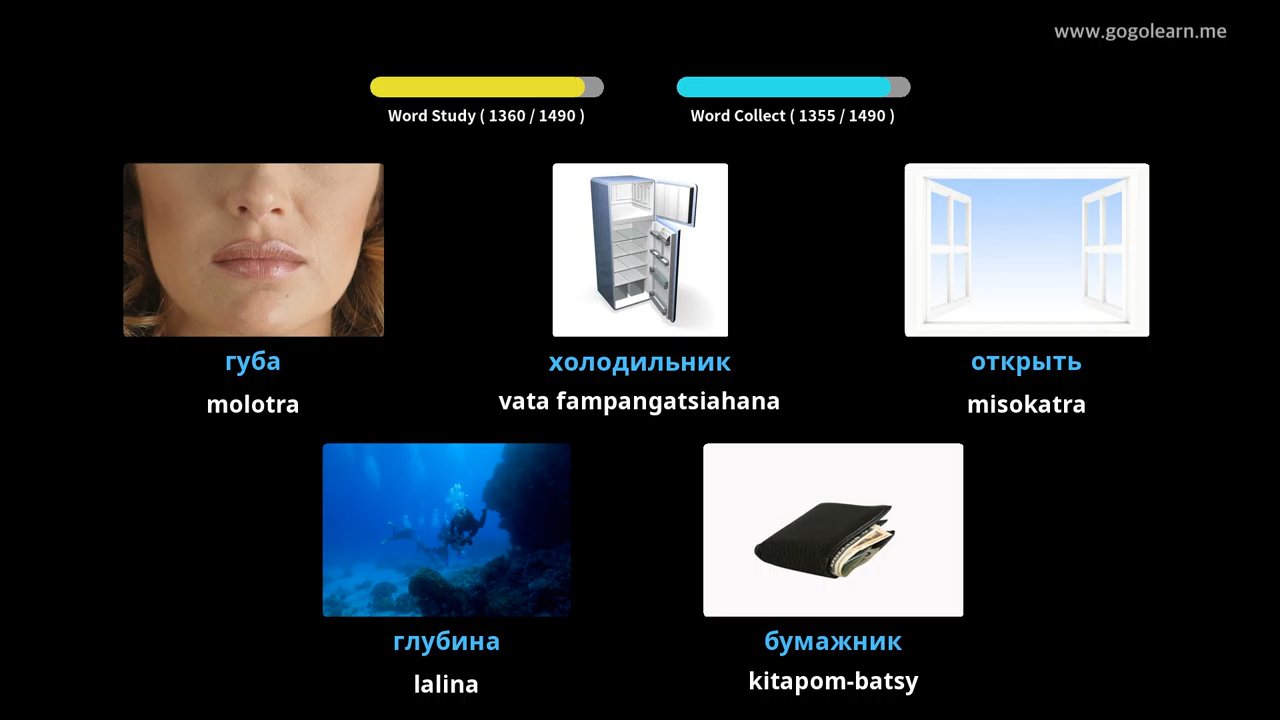 www.gogolearn.me
Word Study ( 1360 / 1490 )
Word Collect ( 1355 / 1490 )
губа
холодильник
открыть
molotra
vata fampangatsiahana
misokatra
глубина
бумажник
lalina
kitapom-batsy